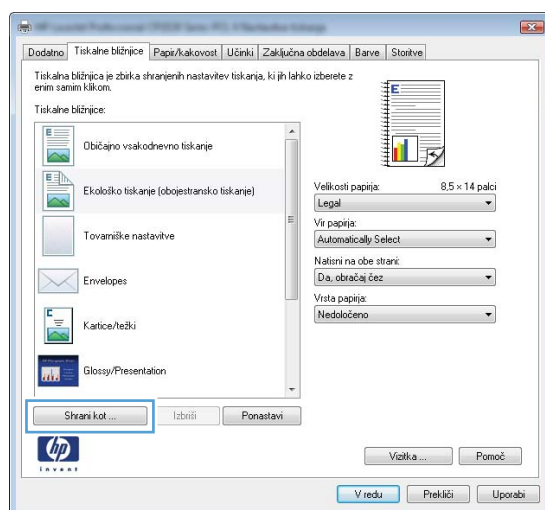 Dodatno Tiskalne bližnjice Papir/kakovost Učinki Zaključna obdelava Barve Storitve
Tiskalna bližnjica je zbirka shranjenih nastavitev tiskanja, ki jih lahko izberete z
enim samim klikom.
Tiskalne bližnjice:
E
Običajno vsakodnevno tiskanje
E
Ekološko tiskanje (obojestransko tiskanje)
Tovarniške nastavitve
Envelopes
Kartice/težki
Glossy/Presentation
Shrani kot ... Izbriši Ponastavi
E
Velikosti papirja: 8,5 × 14 palci
Legal
Vir papirja:
Automatically Select
Natisni na obe strani:
Da, obračaj čez
Vrsta papirja:
Nedoločeno
hp
invent
Vizitka ... Pomoč
V redu Prekliči Uporabi